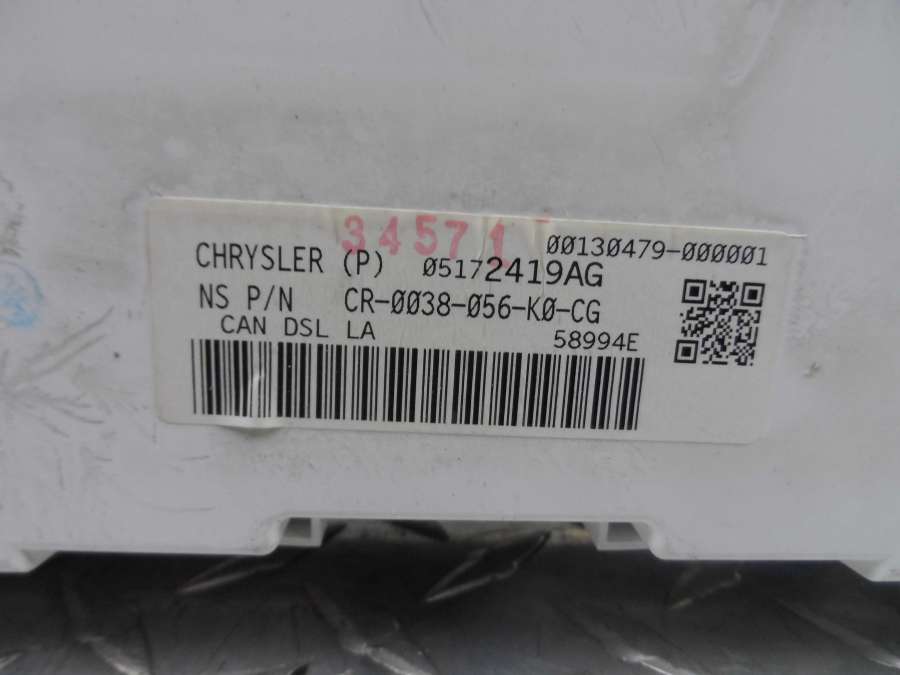 34571
00130479-000001
CHRYSLER (P) 05172419AG
NS P/N CR-0038-056-K0-CG
CAN DSL LA 58994E